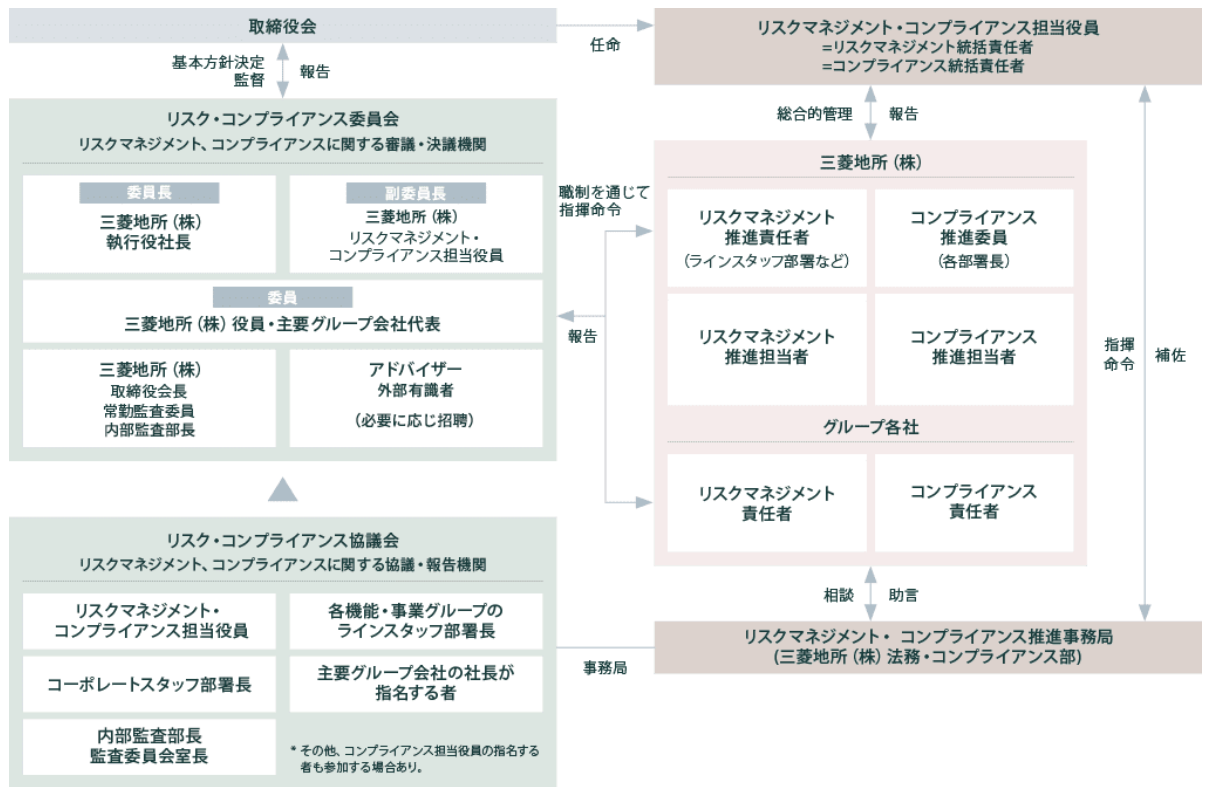 取締役会
任命
リスクマネジメント・コンプライアンス担当役員
=リスクマネジメント統括責任者
=コンプライアンス統括責任者
基本方針決定
監督
報告
リスク・コンプライアンス委員会
リスクマネジメント、コンプライアンスに関する審議・決議機関
委員長
三菱地所(株)
執行役社長
副委員長
三菱地所(株)
リスクマネジメント・
コンプライアンス担当役員
委員
三菱地所(株)役員・主要グループ会社代表
三菱地所(株)
取締役会長
常勤監査委員
内部監査部長
アドバイザー
外部有識者
(必要に応じ招聘)
職制を通じて
指揮命令
報告
総合的管理
報告
三菱地所(株)
リスクマネジメント
推進責任者
(ラインスタッフ部署など)
コンプライアンス
推進委員
(各部署長)
リスクマネジメント
推進担当者
コンプライアンス
推進担当者
グループ各社
リスクマネジメント
責任者
コンプライアンス
責任者
指揮
命令
補佐
相談
助言
リスク・コンプライアンス協議会
リスクマネジメント、コンプライアンスに関する協議・報告機関
リスクマネジメント・
コンプライアンス担当役員
各機能・事業グループの
ラインスタッフ部署長
コーポレートスタッフ部署長
主要グループ会社の社長が
指名する者
内部監査部長
監査委員会室長
* その他、コンプライアンス担当役員の指名する
者も参加する場合あり。
事務局
リスクマネジメント・ コンプライアンス推進事務局
(三菱地所(株)法務・コンプライアンス部)